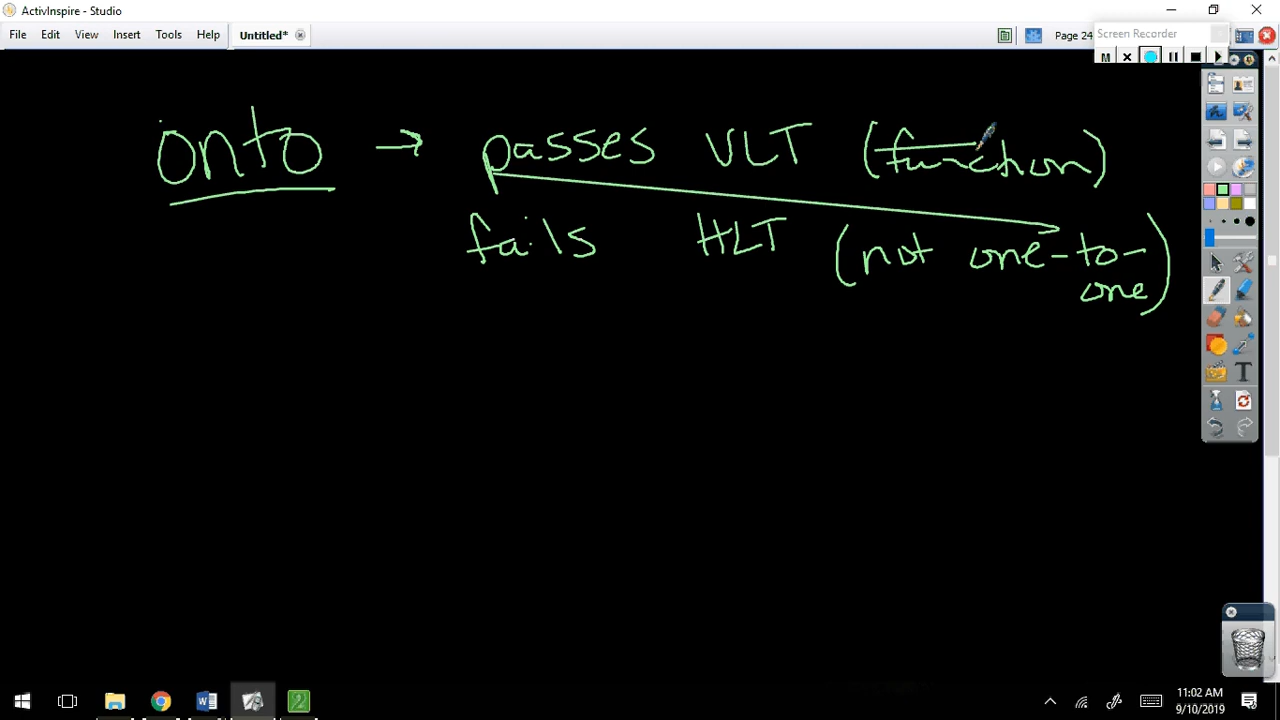 ActivInspire - Studio
File Edit View Insert Tools Help Untitled* Page 24
Screen Recorder
onto → passes VLT (function)
fails HLT (not one-to-
one)
11:02 AM
9/10/2019